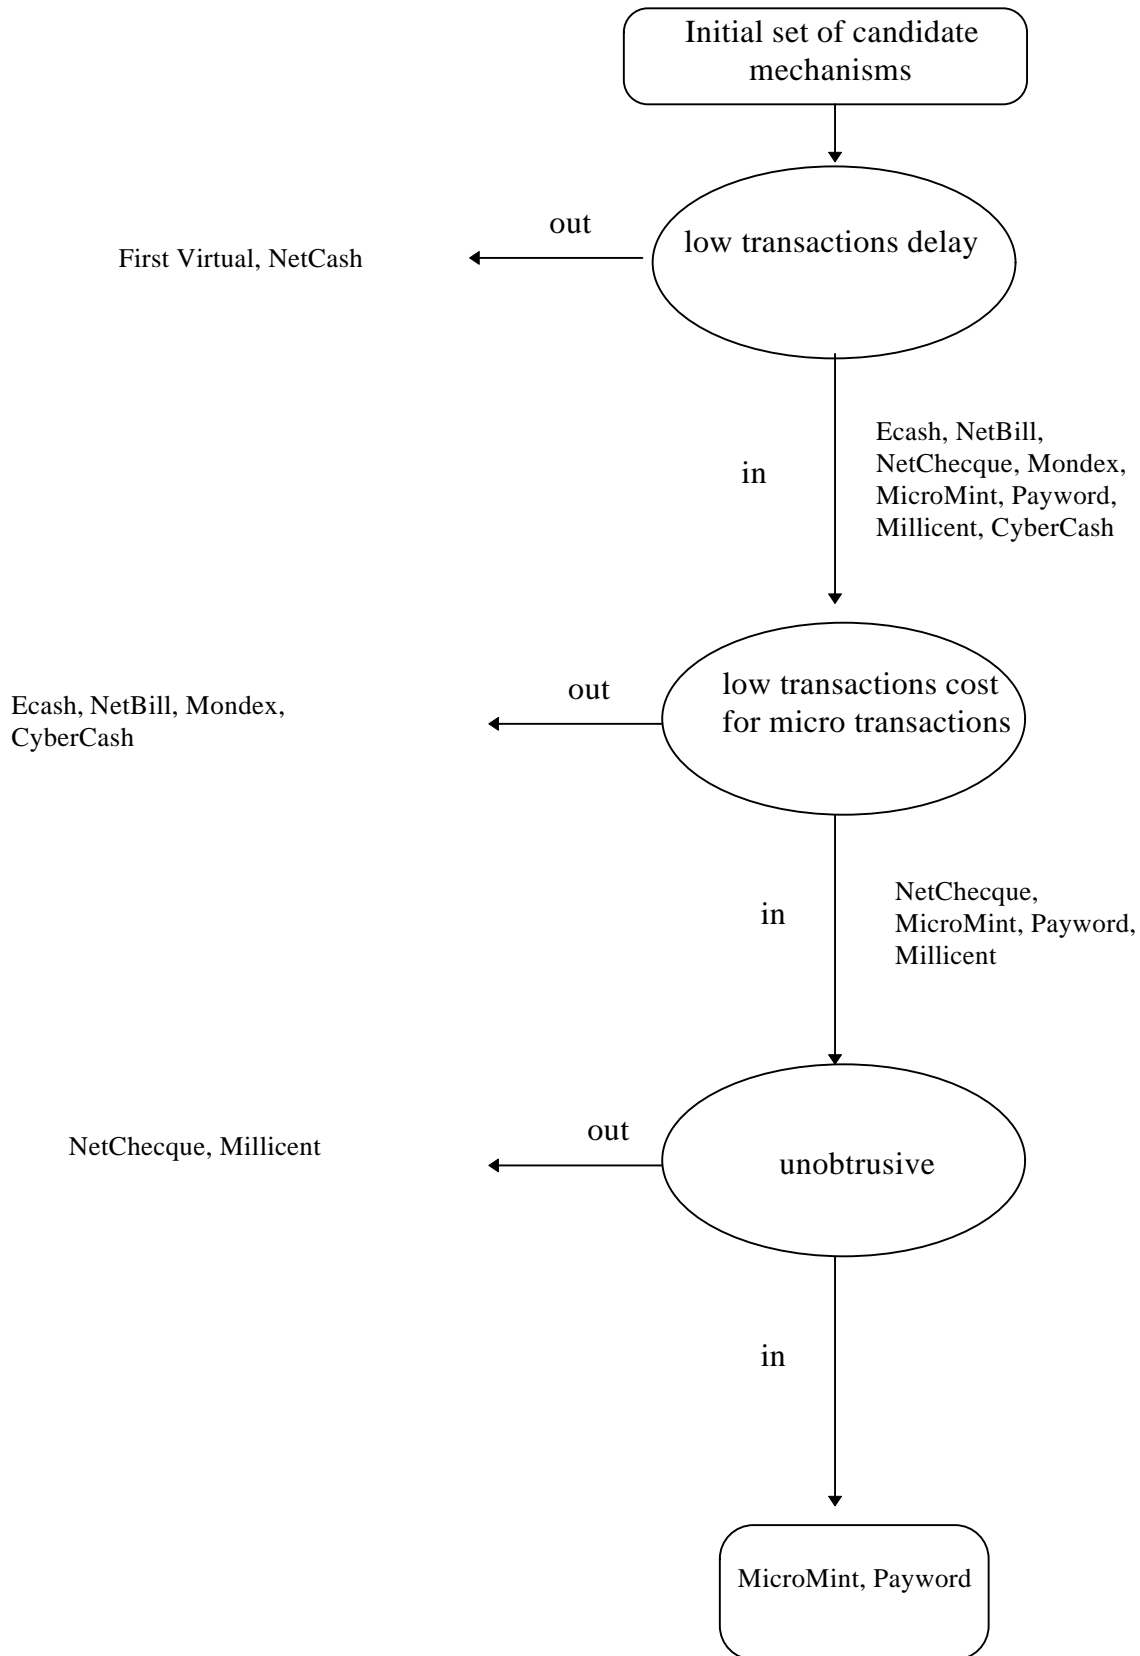 Initial set of candidate
mechanisms
out
low transactions delay
First Virtual, NetCash
Ecash, NetBill,
NetChecque, Mondex,
MicroMint, Payword,
Millicent, CyberCash
in
out
low transactions cost
for micro transactions
Ecash, NetBill, Mondex,
CyberCash
NetChecque,
MicroMint, Payword,
Millicent
in
out
NetChecque, Millicent
unobtrusive
in
MicroMint, Payword